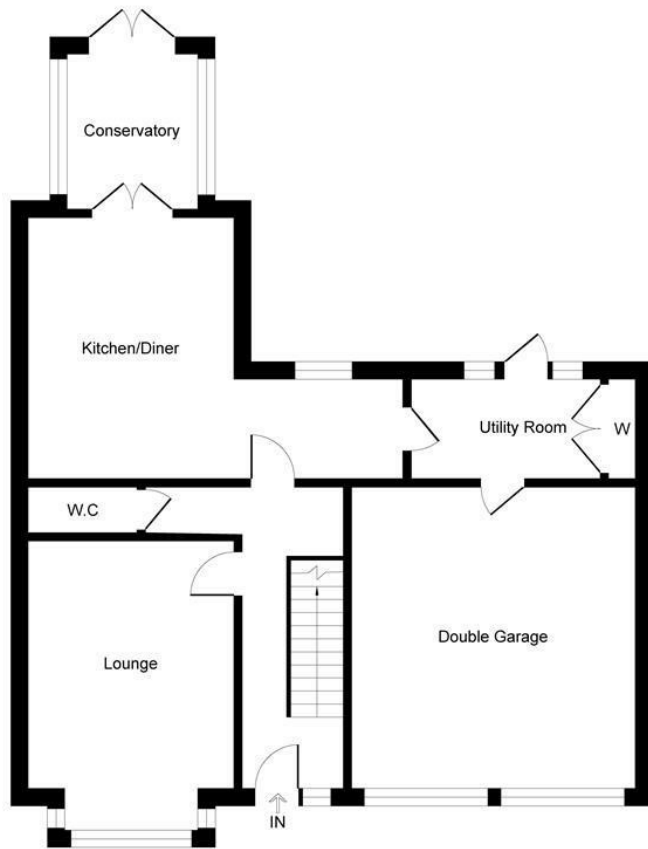 Conservatory
Kitchen/Diner
Utility Room
W
W.C
Double Garage
Lounge
IN